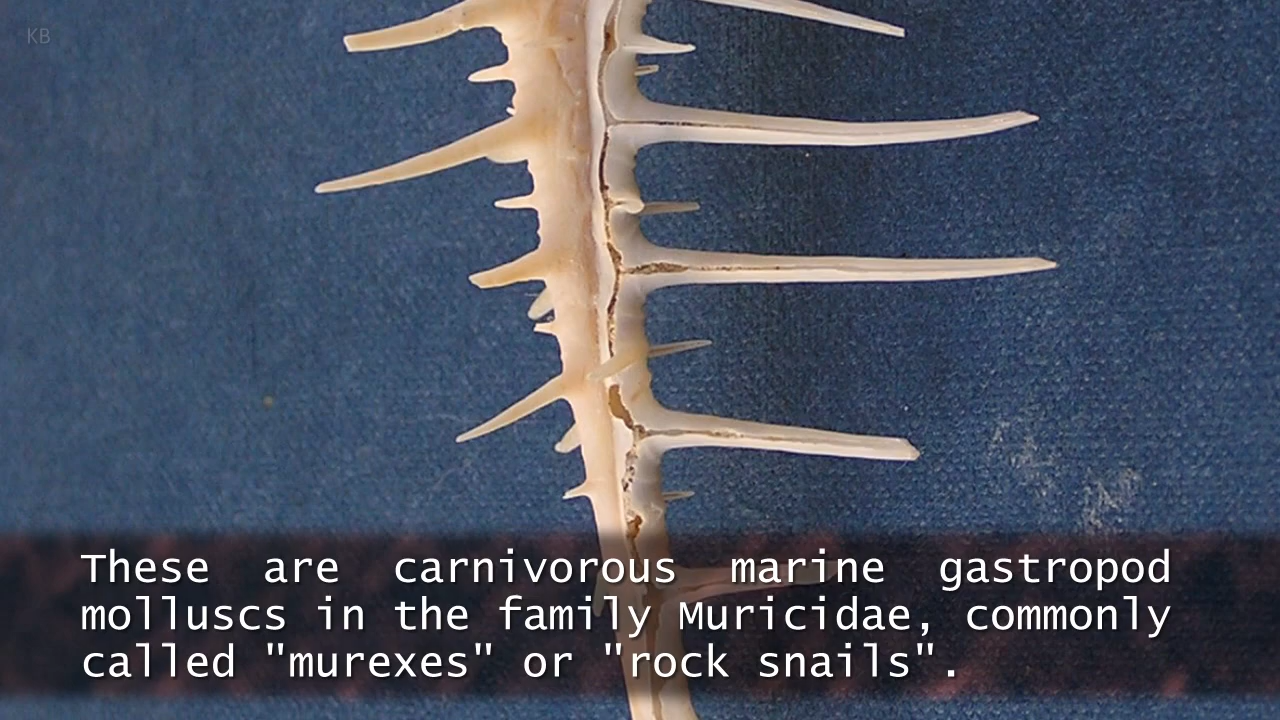 KB
These are carnivorous marine gastropod
molluscs in the family Muricidae, commonly
called "murexes" or "rock snails".